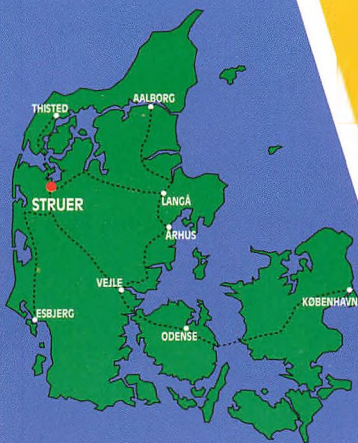 AALBORG
THISTED
STRUER
LANGÅ
ÅRHUS
VEJLE
KØBENHAVN
ESBJERG
ODENSE